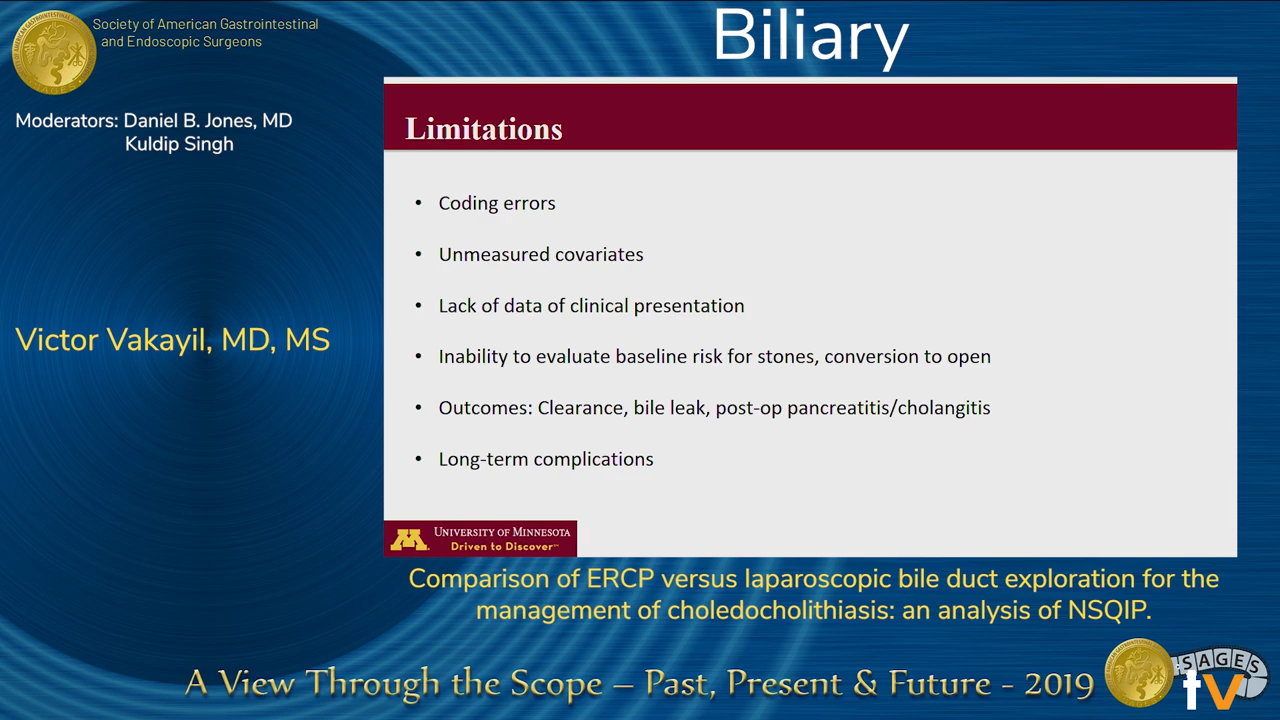 Society of American Gastrointestinal
and Endoscopic Surgeons
Biliary
Moderators: Daniel B. Jones, MD
Kuldip Singh
Victor Vakayil, MD, MS
Limitations
• Coding errors
• Unmeasured covariates
• Lack of data of clinical presentation
• Inability to evaluate baseline risk for stones, conversion to open
• Outcomes: Clearance, bile leak, post-op pancreatitis/cholangitis
• Long-term complications
M
UNIVERSITY OF MINNESOTA
Driven to Discover℠
Comparison of ERCP versus laparoscopic bile duct exploration for the
management of choledocholithiasis: an analysis of NSQIP.
A View Through the Scope – Past, Present & Future - 2019
SAGES
tv